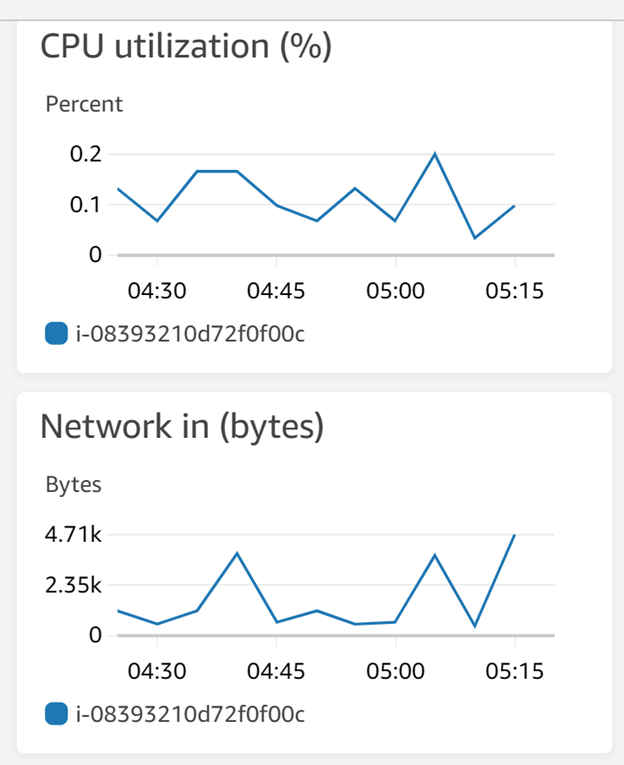 CPU utilization (%)
Percent
0.2
0.1
0
04:30 04:45 05:00 05:15
i-08393210d72f0f00c
Network in (bytes)
Bytes
4.71k
2.35k
0
04:30 04:45 05:00 05:15
i-08393210d72f0f00c